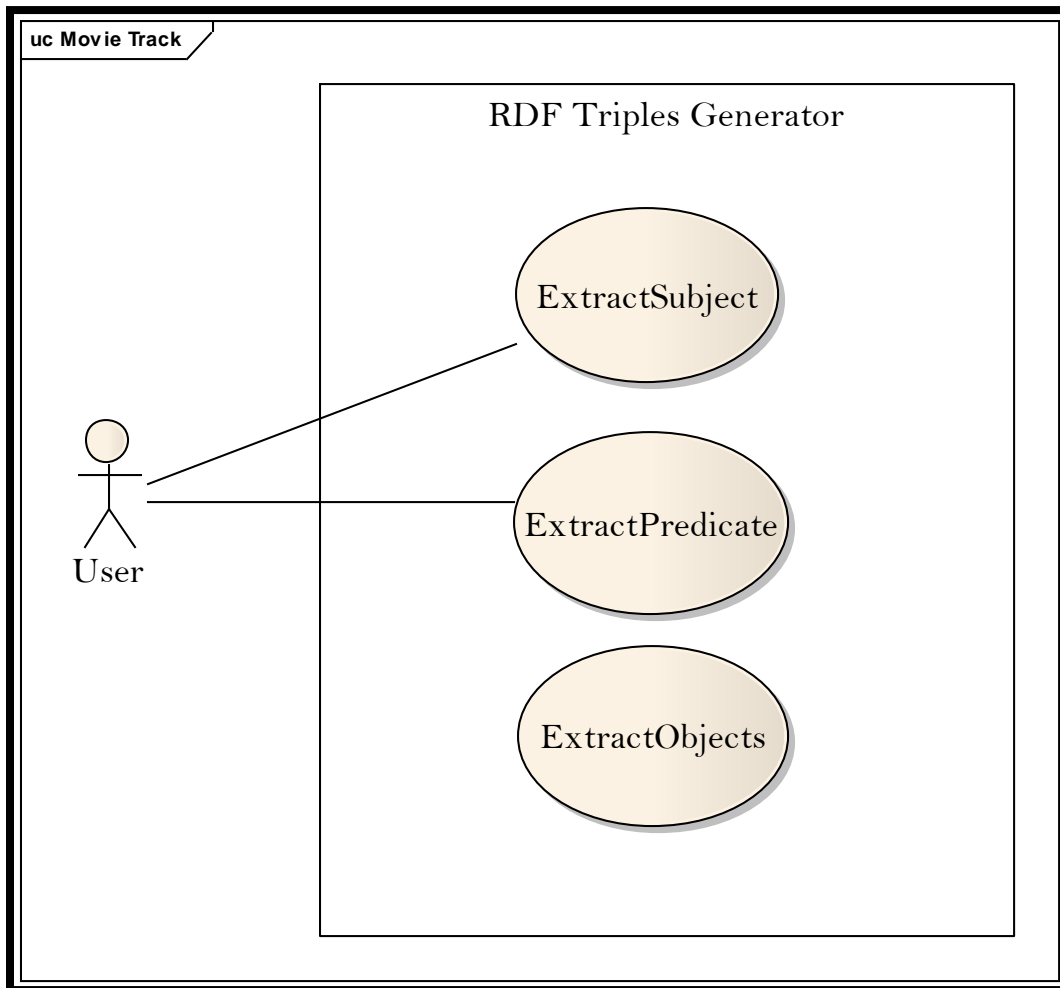 uc Movie Track
RDF Triples Generator
ExtractSubject
ExtractPredicate
User
ExtractObjects